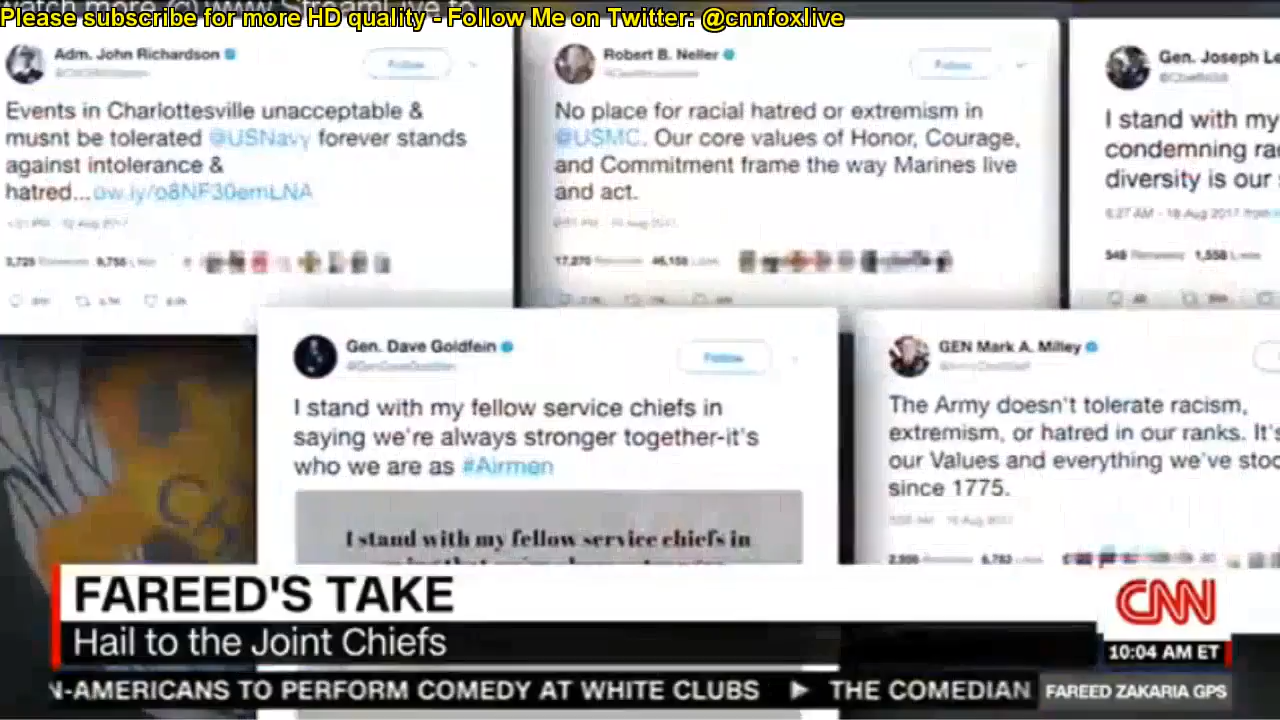 Please subscribe for more HD quality - Follow Me on Twitter: @cnnfoxlive
Adm. John Richardson
Follow
Events in Charlottesville unacceptable &
musnt be tolerated @USNavy forever stands
against intolerance &
hatred...ow.ly/o8NF30emLNA
Robert B. Neller
Follow
No place for racial hatred or extremism in
@USMC. Our core values of Honor, Courage,
and Commitment frame the way Marines live
and act.
Gen. Joseph Le
I stand with my
condemning ra
diversity is our
Gen. Dave Goldfein
Follow
I stand with my fellow service chiefs in
saying we're always stronger together-it's
who we are as #Airmen
I stand with my fellow service chiefs in
GEN Mark A. Milley
The Army doesn't tolerate racism,
extremism, or hatred in our ranks. It's
our Values and everything we've stoo
since 1775.
FAREED'S TAKE
Hail to the Joint Chiefs
CNN
10:04 AM ET
N-AMERICANS TO PERFORM COMEDY AT WHITE CLUBS ▶ THE COMEDIAN
FAREED ZAKARIA GPS